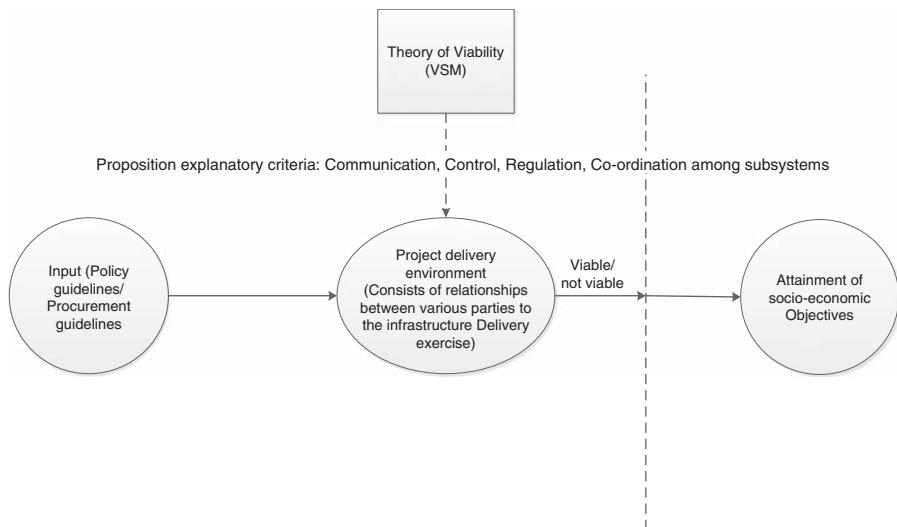 Theory of Viability
(VSM)
Proposition explanatory criteria: Communication, Control, Regulation, Co-ordination among subsystems
Input (Policy
guidelines/
Procurement
guidelines
Project delivery
environment
(Consists of relationships
between various parties to
the infrastructure Delivery
exercise)
Viable/
not viable
Attainment of
socio-economic
Objectives